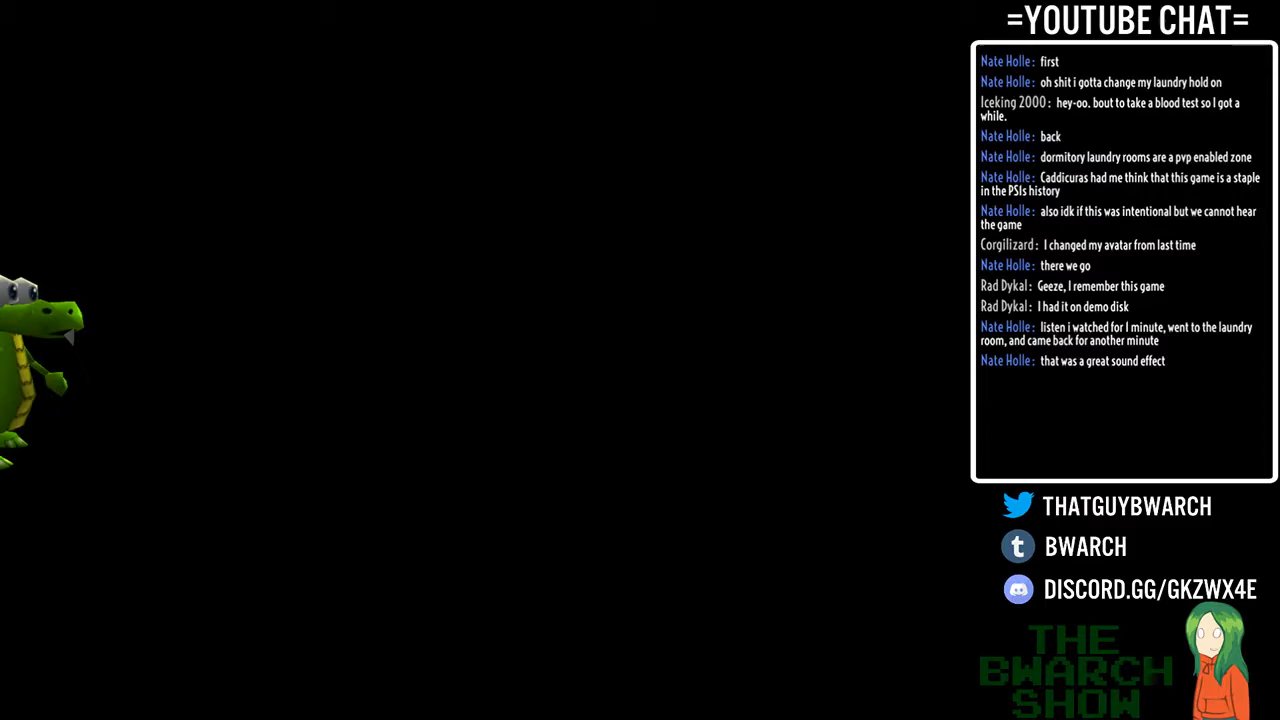 =YOUTUBE CHAT=
Nate Holle: first
Nate Holle: oh shit i gotta change my laundry hold on
Iceking 2000: hey-oo. bout to take a blood test so I got a
while.
Nate Holle: back
Nate Holle: dormitory laundry rooms are a pvp enabled zone
Nate Holle: Caddicuras had me think that this game is a staple
in the PS1s history
Nate Holle: also idk if this was intentional but we cannot hear
the game
Corgilizard: I changed my avatar from last time
Nate Holle: there we go
Rad Dykal: Geeze, I remember this game
Rad Dykal: I had it on demo disk
Nate Holle: listen i watched for 1 minute, went to the laundry
room, and came back for another minute
Nate Holle: that was a great sound effect
THATGUYBWARCH
t BWARCH
DISCORD.GG/GKZWX4E
THE
BWARCH
SHOW